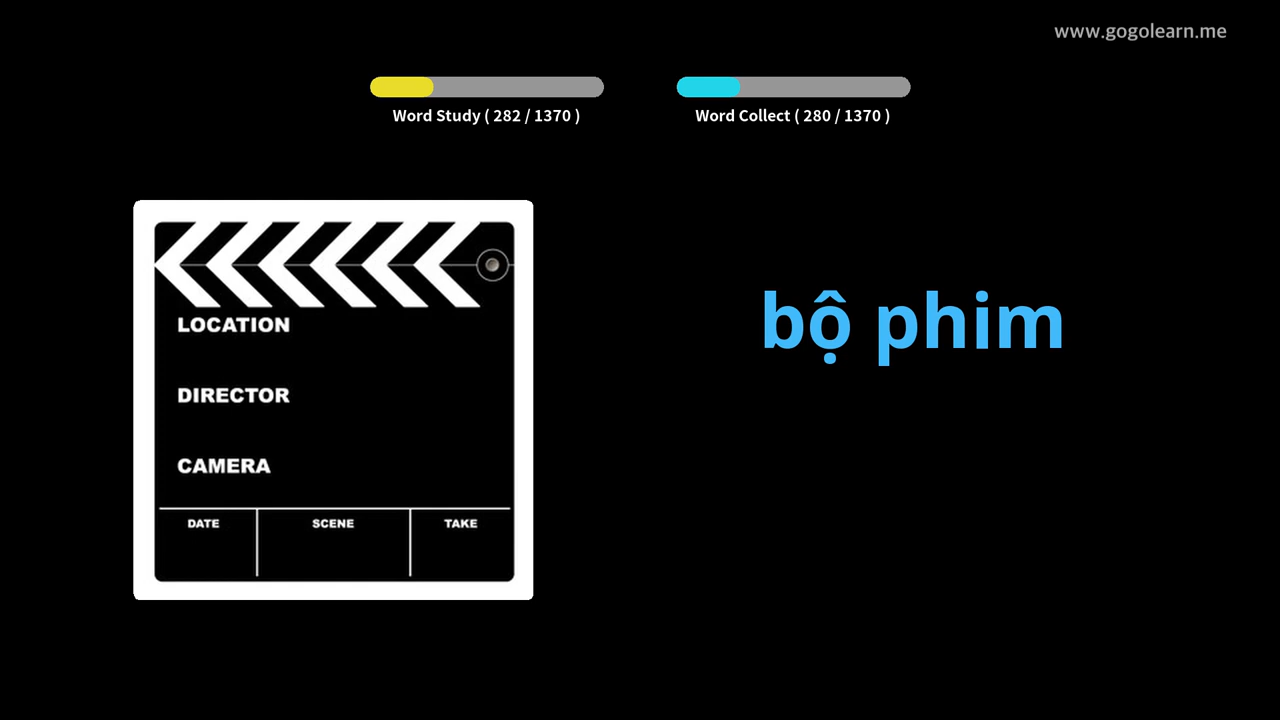 www.gogolearn.me
Word Study ( 282 / 1370 )
Word Collect ( 280 / 1370 )
LOCATION
DIRECTOR
CAMERA
DATE
SCENE
TAKE
bộ phim